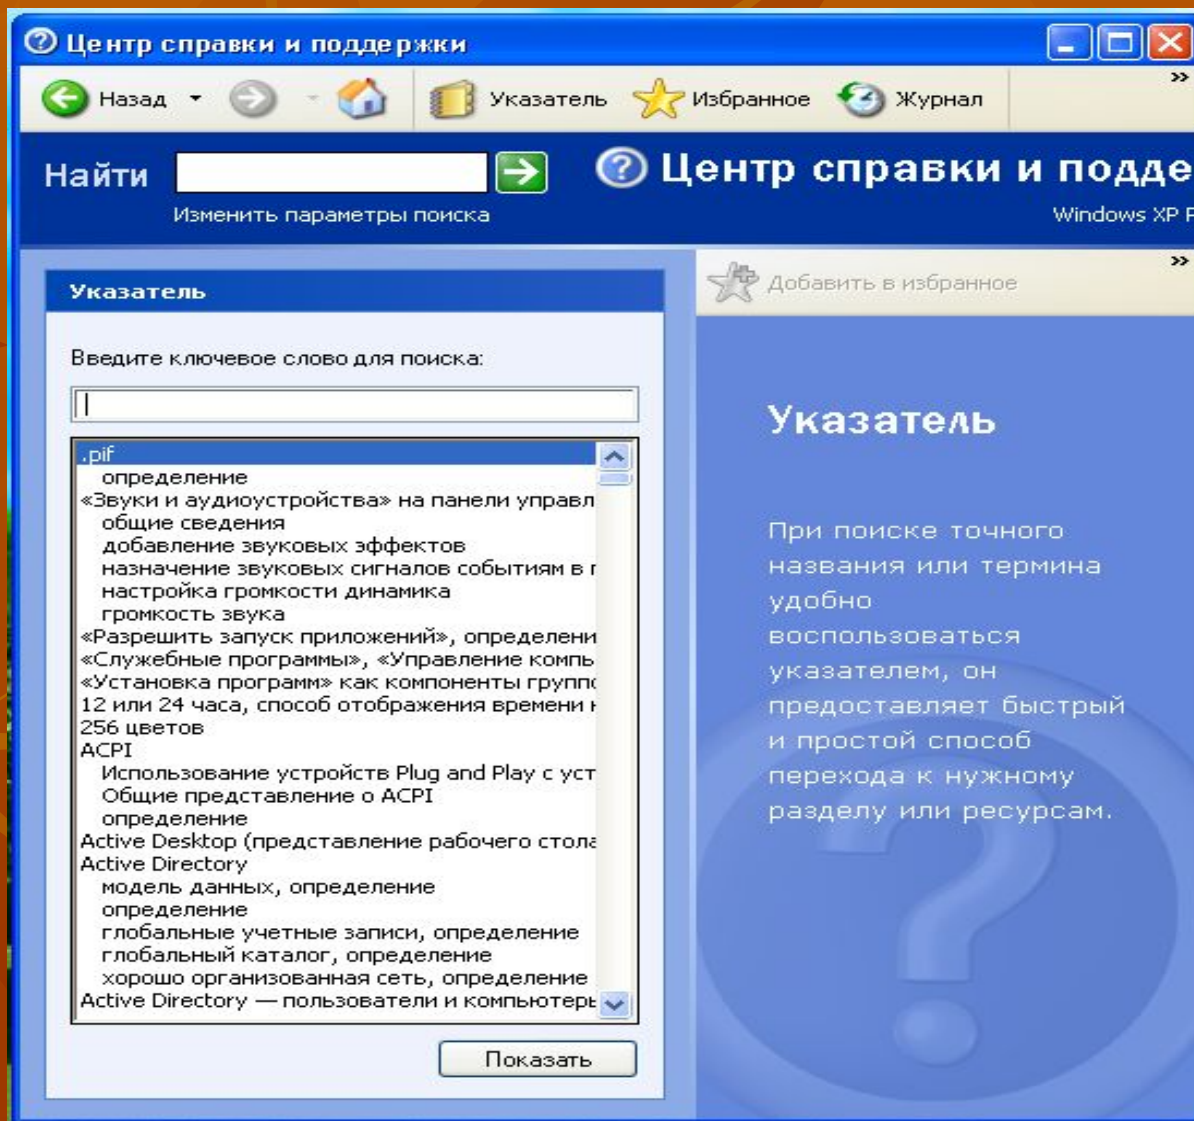 Центр справки и поддержки
Назад
Указатель
Избранное
Журнал
»
Найти
Центр справки и подде
Изменить параметры поиска
Windows XP P
Указатель
Введите ключевое слово для поиска:
.pif
определение
«Звуки и аудиоустройства» на панели управл
общие сведения
добавление звуковых эффектов
назначение звуковых сигналов событиям в п
настройка громкости динамика
громкость звука
«Разрешить запуск приложений», определени
«Служебные программы», «Управление компь
«Установка программ» как компоненты группо
12 или 24 часа, способ отображения времени н
256 цветов
ACPI
Использование устройств Plug and Play с уст
Общие представление о ACPI
определение
Active Desktop (представление рабочего стола
Active Directory
модель данных, определение
определение
глобальные учетные записи, определение
глобальный каталог, определение
хорошо организованная сеть, определение
Active Directory — пользователи и компьютеры
Показать
Добавить в избранное
»
Указатель
При поиске точного
названия или термина
удобно
воспользоваться
указателем, он
предоставляет быстрый
и простой способ
перехода к нужному
разделу или ресурсам.